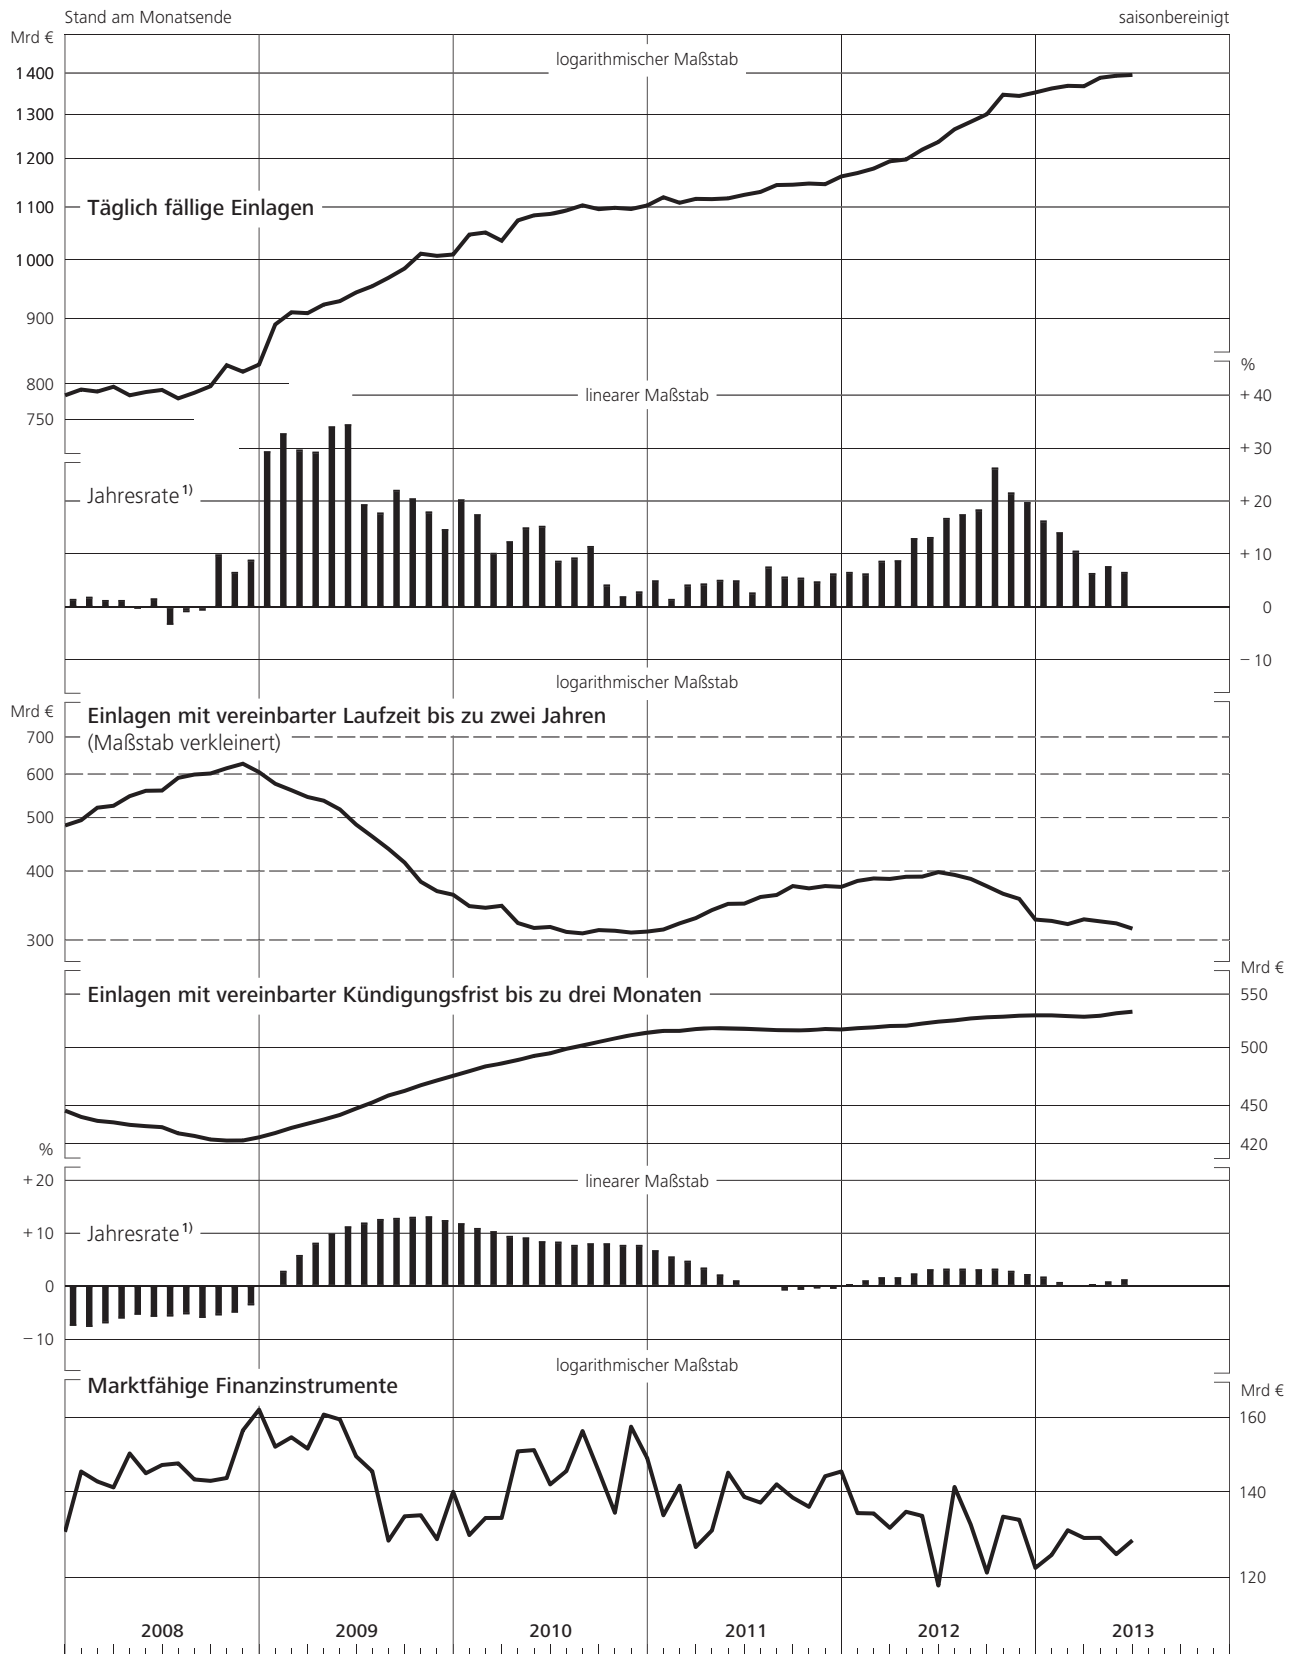 Stand am Monatsende saisonbereinigt
Mrd €
logarithmischer Maßstab
1 400
1 300
1 200
1 100
Täglich fällige Einlagen
1 000
900
%
800
linearer Maßstab
+ 40
750
+ 30
Jahresrate 1)
+ 20
+ 10
0
– 10
logarithmischer Maßstab
Mrd €
Einlagen mit vereinbarter Laufzeit bis zu zwei Jahren
700
(Maßstab verkleinert)
600
500
400
300
Mrd €
Einlagen mit vereinbarter Kündigungsfrist bis zu drei Monaten
550
500
450
420
%
+ 20
linearer Maßstab
Jahresrate 1)
+ 10
0
– 10
logarithmischer Maßstab
Marktfähige Finanzinstrumente
Mrd €
160
140
120
2008 2009 2010 2011 2012 2013